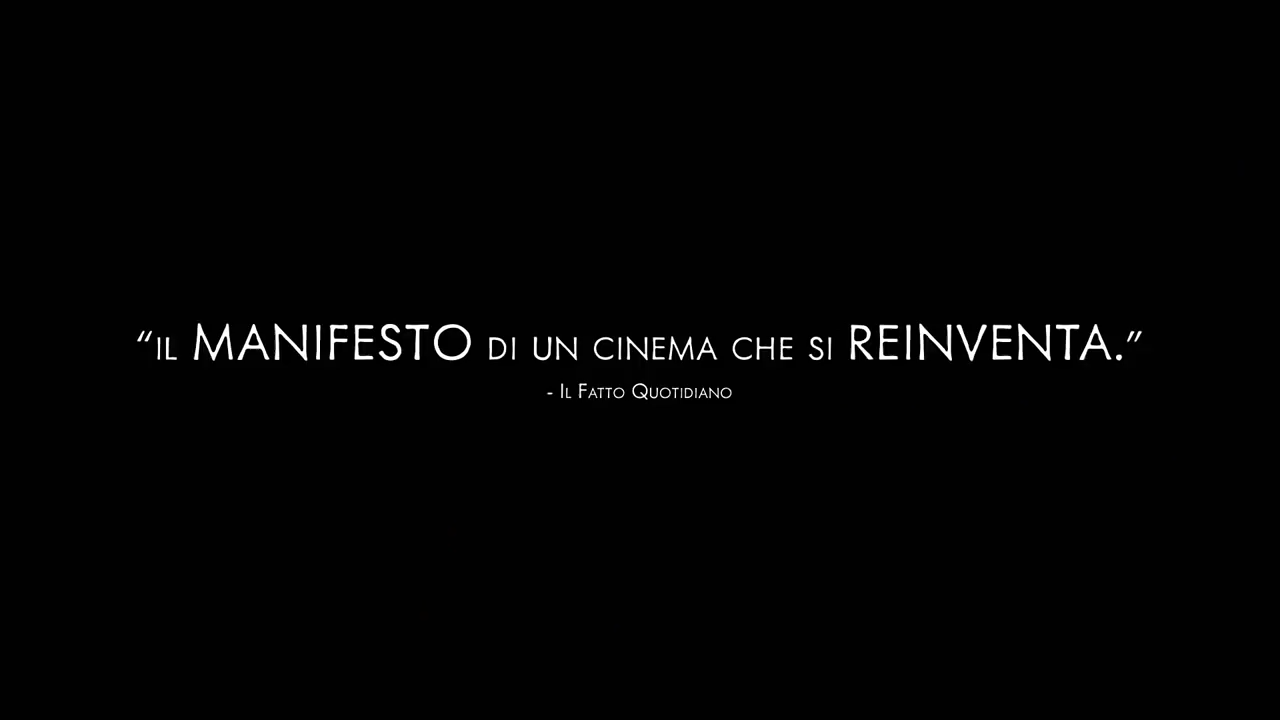 “IL MANIFESTO DI UN CINEMA CHE SI REINVENTA.”
- IL FATTO QUOTIDIANO